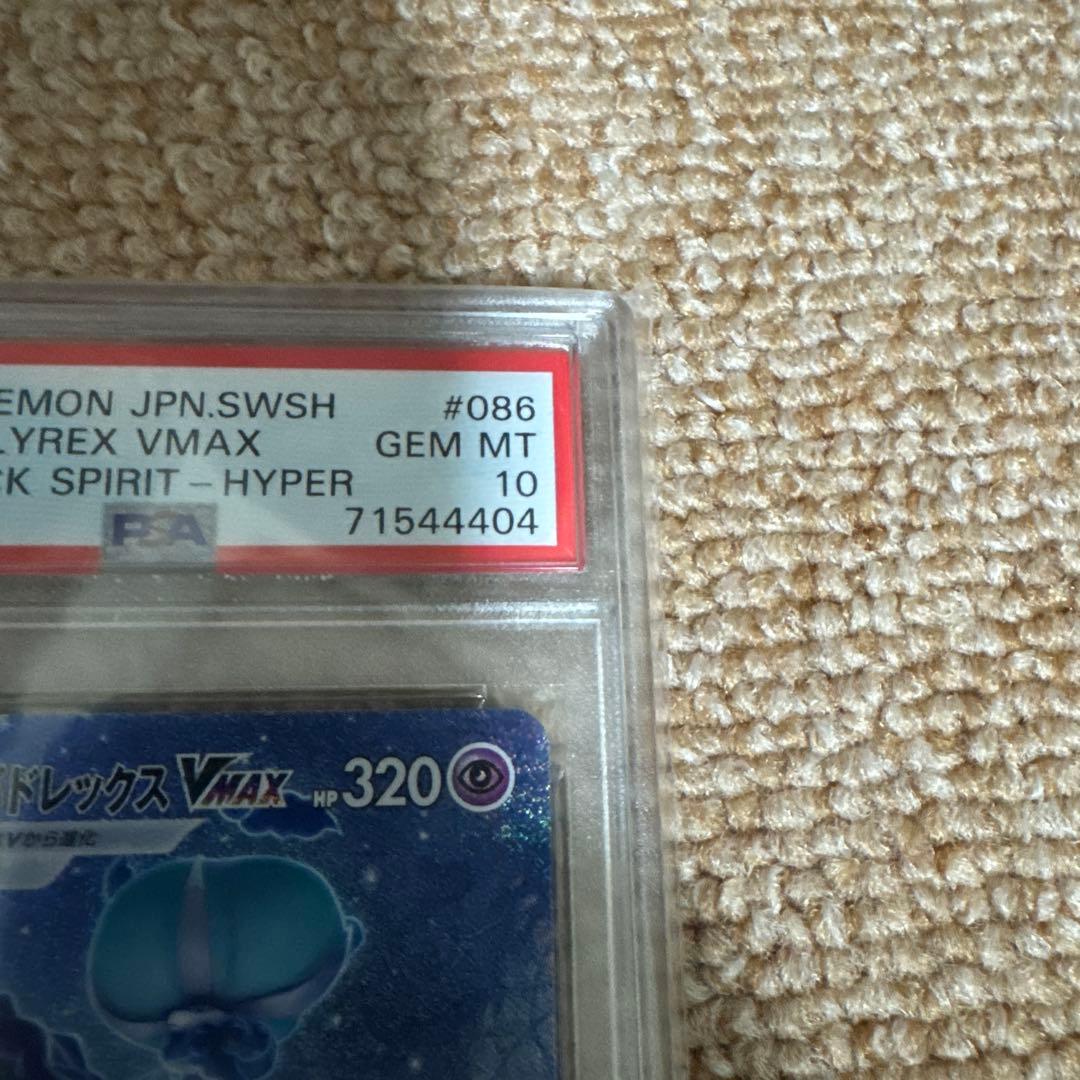 EMON JPN.SWSH #086
LYREX VMAX GEM MT
CK SPIRIT - HYPER 10
PSA 71544404
ドレックス VMAX HP 320
Vから進化